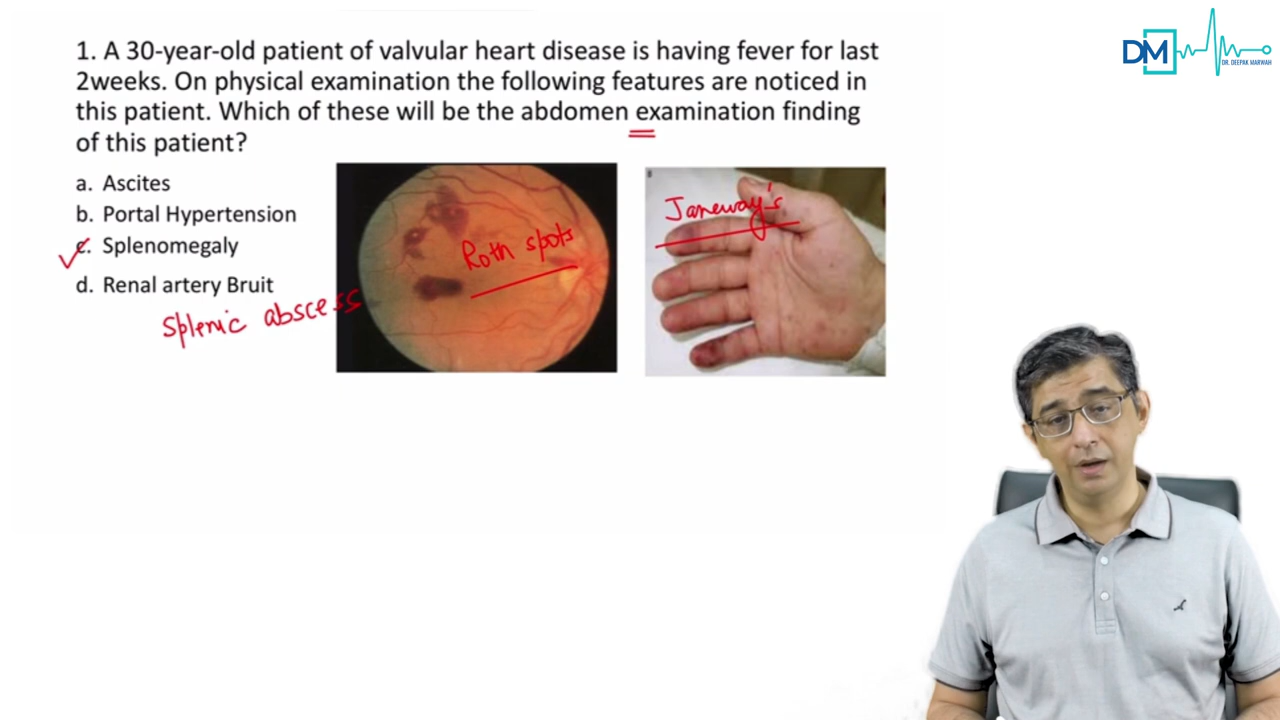 DM
DR. DEEPAK MARWAH
1. A 30-year-old patient of valvular heart disease is having fever for last
2weeks. On physical examination the following features are noticed in
this patient. Which of these will be the abdomen examination finding
of this patient?
a. Ascites
b. Portal Hypertension
c. Splenomegaly
d. Renal artery Bruit
Splenic abscess
Roth spots
8
Janeway's